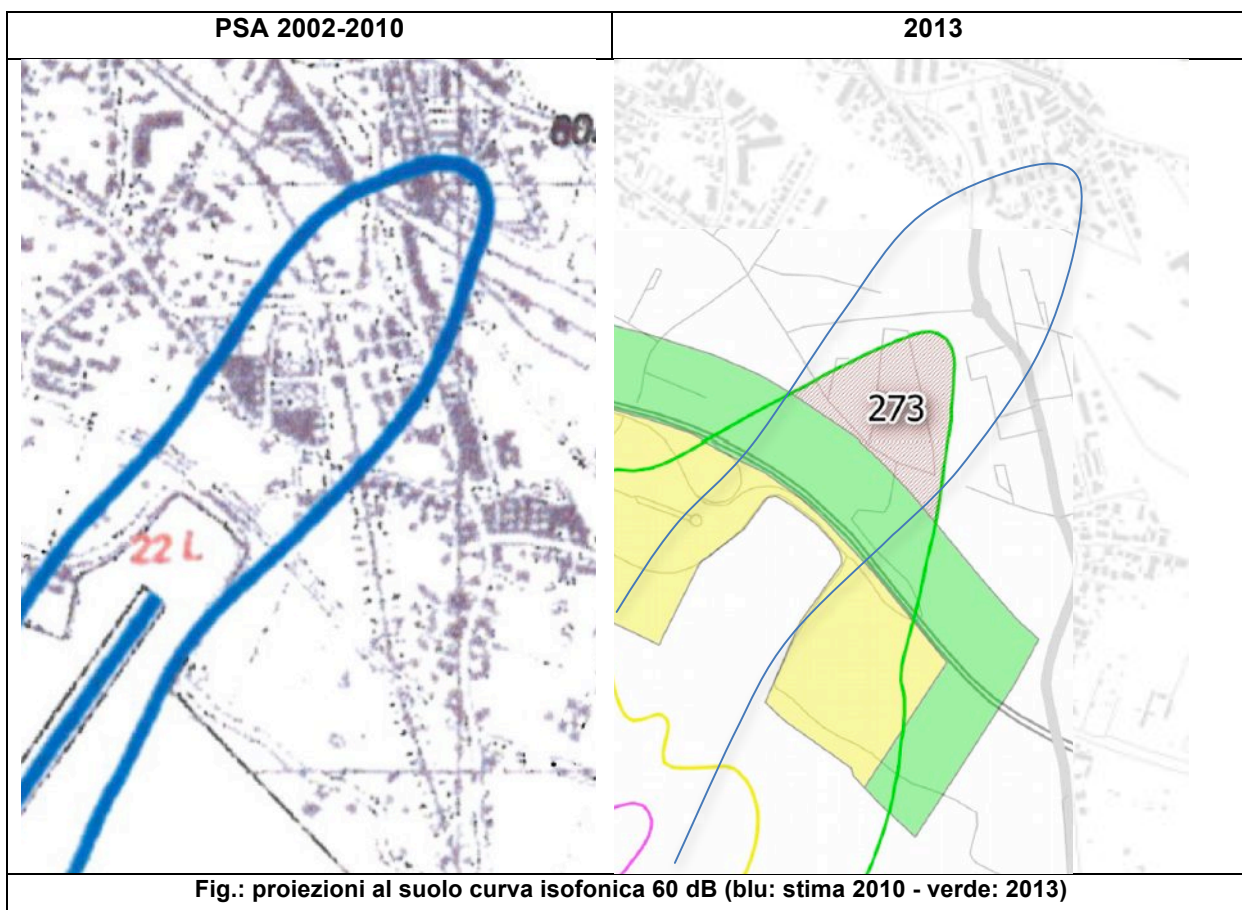 PSA 2002-2010
2013
60
22 L
273
Fig.: proiezioni al suolo curva isofonica 60 dB (blu: stima 2010 - verde: 2013)